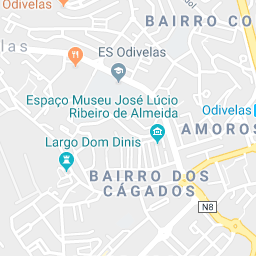 Odivelas
BAIRRO CO
elas
ES Odivelas
Espaço Museu José Lúcio
Ribeiro de Almeida
Odivelas
AMOROS
Largo Dom Dinis
BAIRRO DOS
CÁGADOS
N8